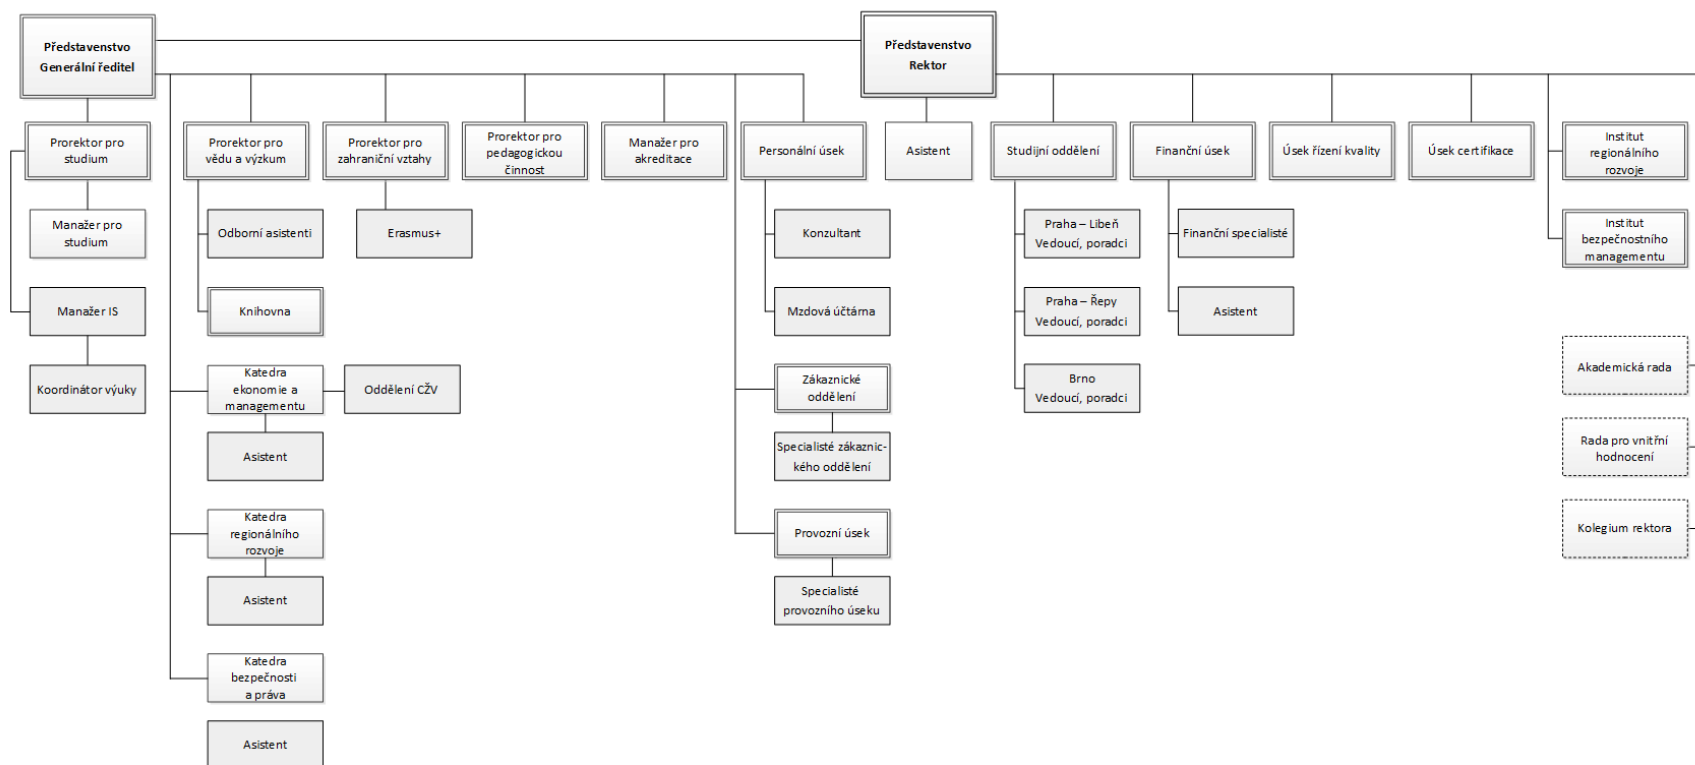 Představenstvo
Generální ředitel
Představenstvo
Rektor
Prorektor pro
studium
Prorektor pro
vědu a výzkum
Prorektor pro
zahraniční vztahy
Prorektor pro
pedagogickou
činnost
Manažer pro
akreditace
Personální úsek
Asistent
Studijní oddělení
Finanční úsek
Úsek řízení kvality
Úsek certifikace
Institut
regionálního
rozvoje
Manažer pro
studium
Odborní asistenti
Erasmus+
Konzultant
Praha – Libeň
Vedoucí, poradci
Finanční specialisté
Institut
bezpečnostního
managementu
Manažer IS
Knihovna
Mzdová účtárna
Praha – Řepy
Vedoucí, poradci
Asistent
Koordinátor výuky
Katedra
ekonomie a
managementu
Oddělení CŽV
Zákaznické
oddělení
Brno
Vedoucí, poradci
Akademická rada
Asistent
Specialisté zákaznic-
kého oddělení
Rada pro vnitřní
hodnocení
Katedra
regionálního
rozvoje
Provozní úsek
Kolegium rektora
Asistent
Specialisté
provozního úseku
Katedra
bezpečnosti
a práva
Asistent